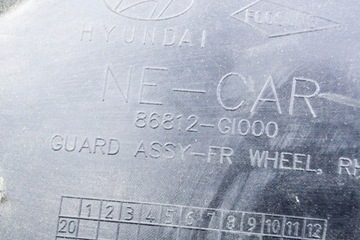 HYUNDAI
NE-CAR
86812-GI000
GUARD ASSY-FR WHEEL, RH
1 2 3 4 5 6 7 8 9 10 11 12
20